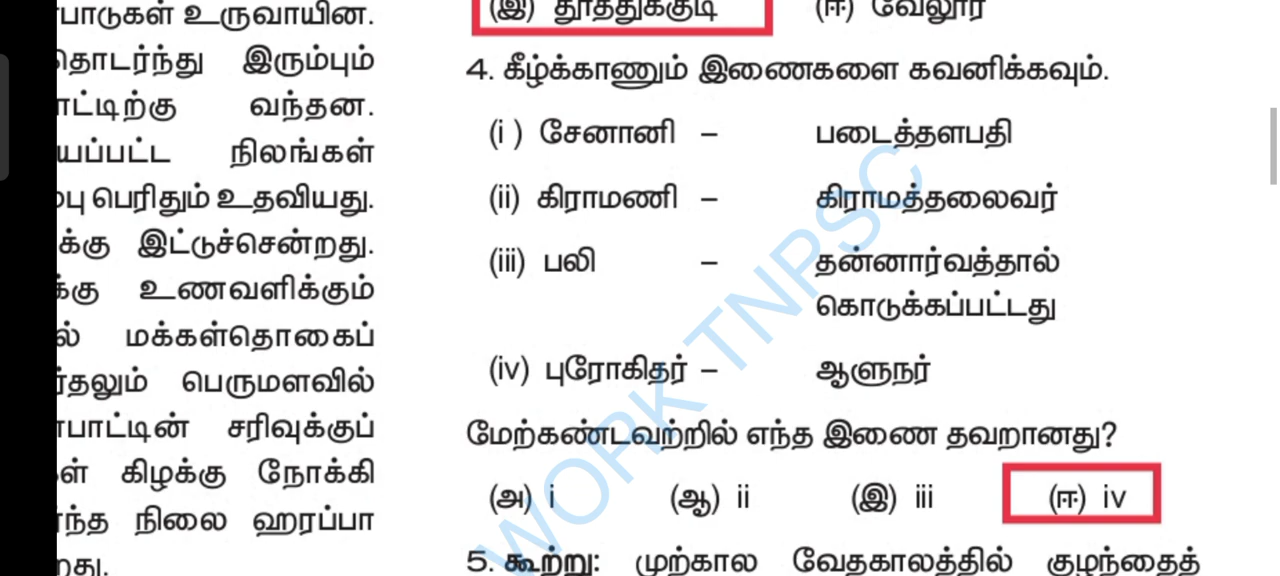 பாடுகள் உருவாயின.
தொடர்ந்து இரும்பும்
வந்தன.
நிலங்கள்
பெரிதும் உதவியது.
இட்டுச்சென்றது.
உணவளிக்கும்
மக்கள்தொகைப்
பெருமளவில்
சரிவுக்குப்
கிழக்கு நோக்கி
நிலை ஹரப்பா
(இ) தூத்துக்குடி (ஈ) வேலூர்
4. கீழ்க்காணும் இணைகளை கவனிக்கவும்.
(i ) சேனானி – படைத்தளபதி
(ii) கிராமணி – கிராமத்தலைவர்
(iii) பலி – தன்னார்வத்தால்
கொடுக்கப்பட்டது
(iv) புரோகிதர் – ஆளுநர்
மேற்கண்டவற்றில் எந்த இணை தவறானது?
(அ) i (ஆ) ii (இ) iii (ஈ) iv
5. கூற்று: முற்கால வேதகாலத்தில் குழந்தைத்
WORK TNPSC